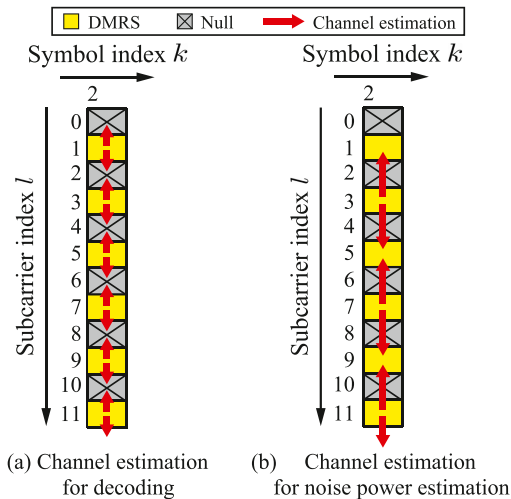 DMRS Null Channel estimation
Symbol index k Symbol index k
2 2
Subcarrier index l Subcarrier index l
0 0
1 1
2 2
3 3
4 4
5 5
6 6
7 7
8 8
9 9
10 10
11 11
(a) Channel estimation
for decoding
(b) Channel estimation
for noise power estimation